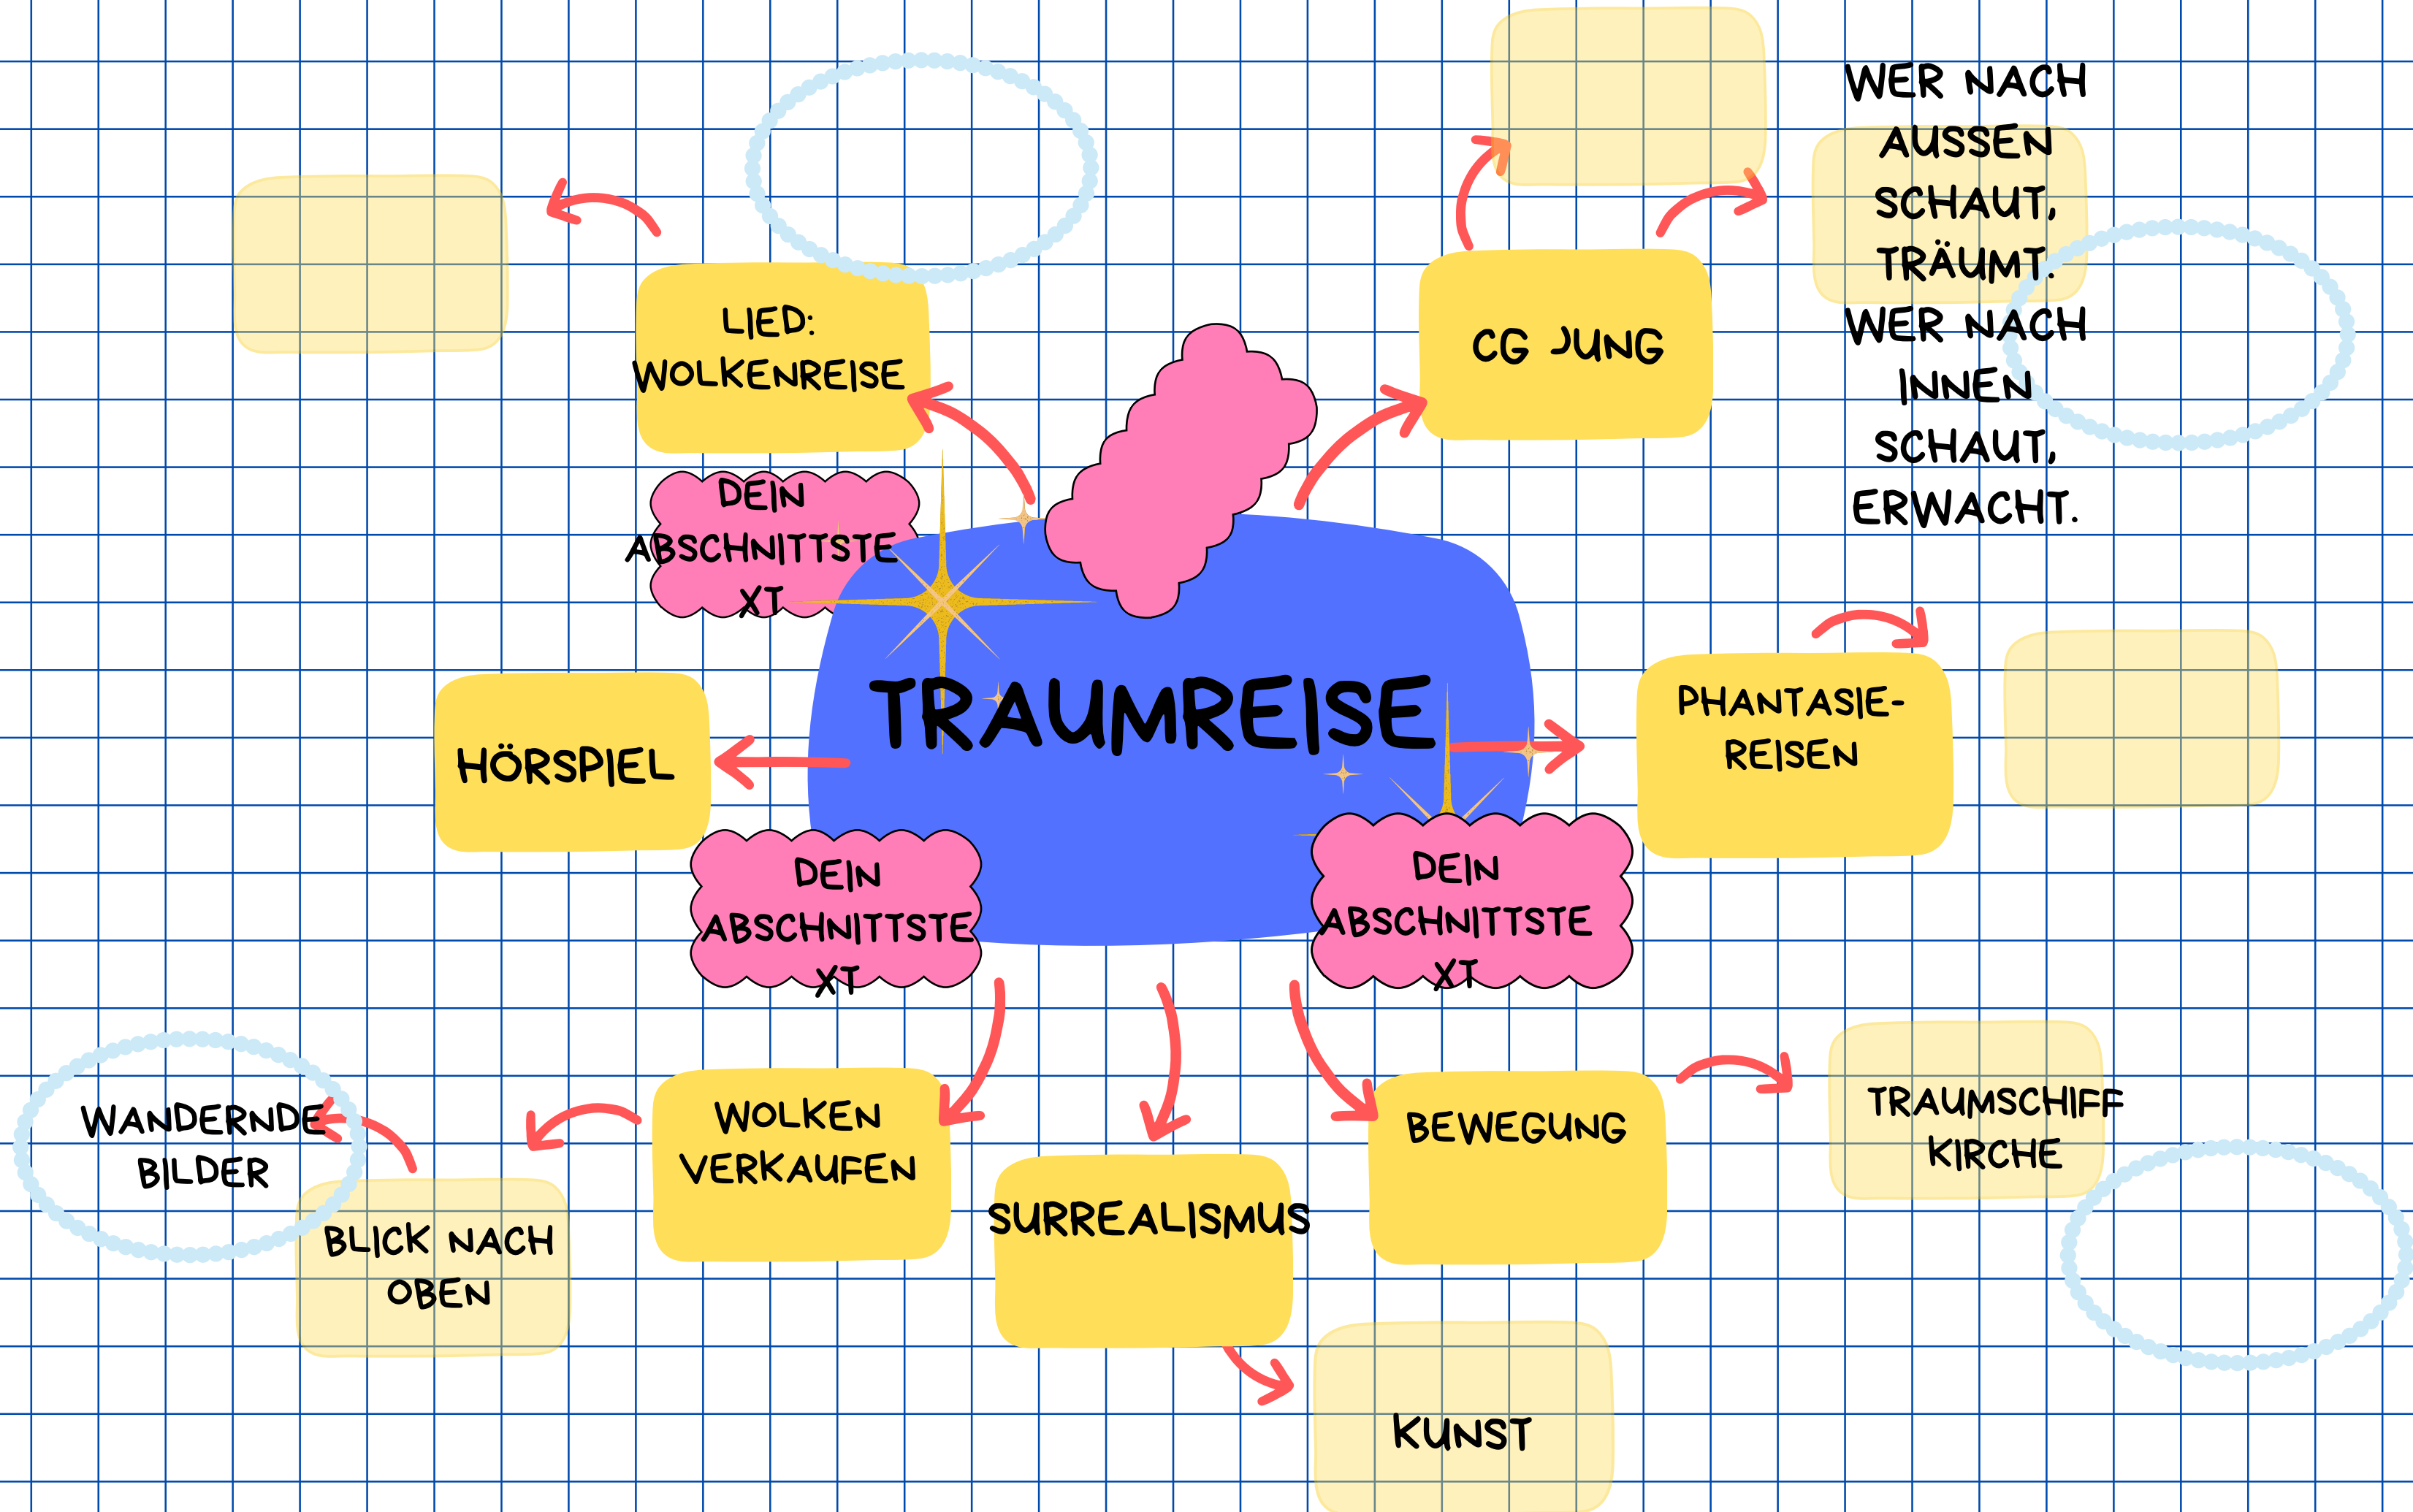 WER NACH
AUSSEN
SCHAUT,
TRÄUMT.
WER NACH
INNEN
SCHAUT,
ERWACHT.
LIED:
WOLKENREISE
CG JUNG
DEIN
ABSCHNITTSTE
XT
TRAUMREISE
HÖRSPIEL
PHANTASIE-
REISEN
DEIN
ABSCHNITTSTE
XT
DEIN
ABSCHNITTSTE
XT
WANDERNDE
BILDER
BLICK NACH
OBEN
WOLKEN
VERKAUFEN
SURREALISMUS
BEWEGUNG
TRAUMSCHIFF
KIRCHE
KUNST